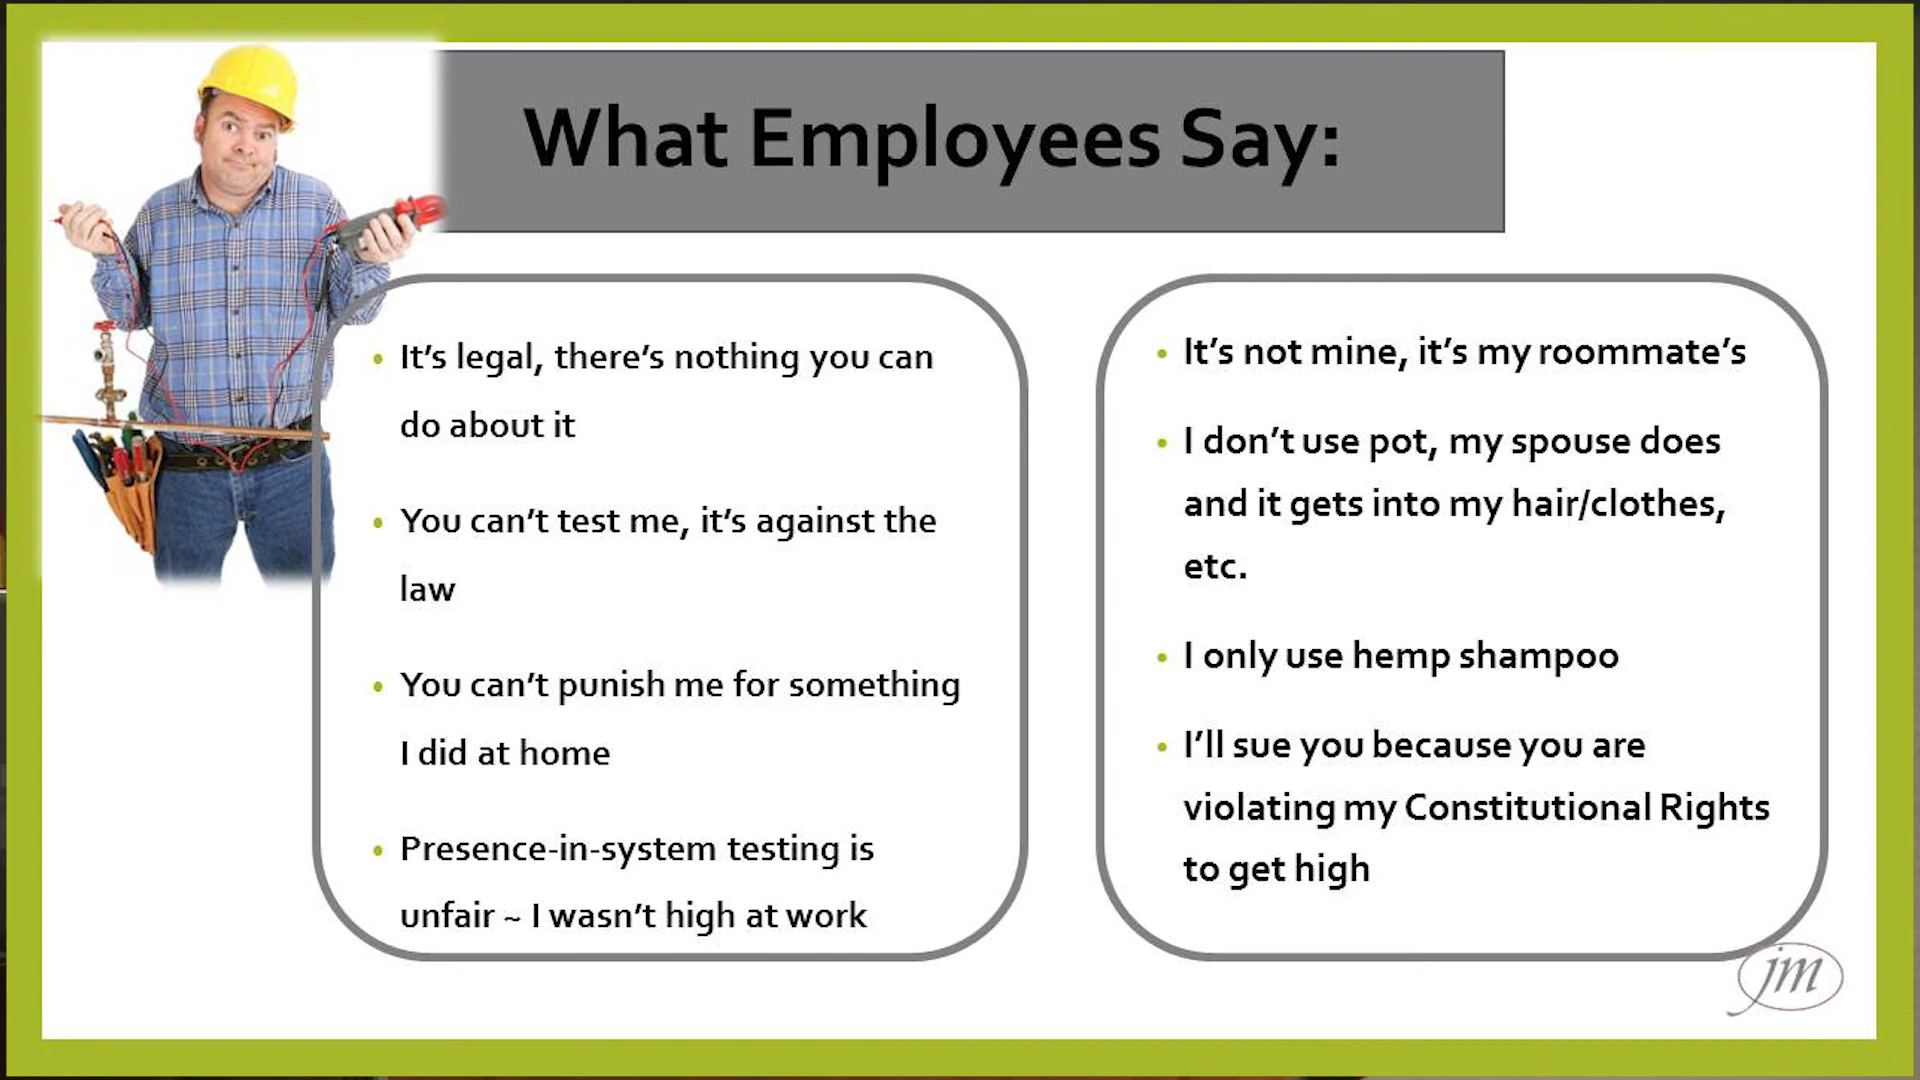 What Employees Say:
• It’s legal, there’s nothing you can
do about it
• You can’t test me, it’s against the
law
• You can’t punish me for something
I did at home
• Presence-in-system testing is
unfair ~ I wasn’t high at work
• It’s not mine, it’s my roommate’s
• I don’t use pot, my spouse does
and it gets into my hair/clothes,
etc.
• I only use hemp shampoo
• I’ll sue you because you are
violating my Constitutional Rights
to get high
jm